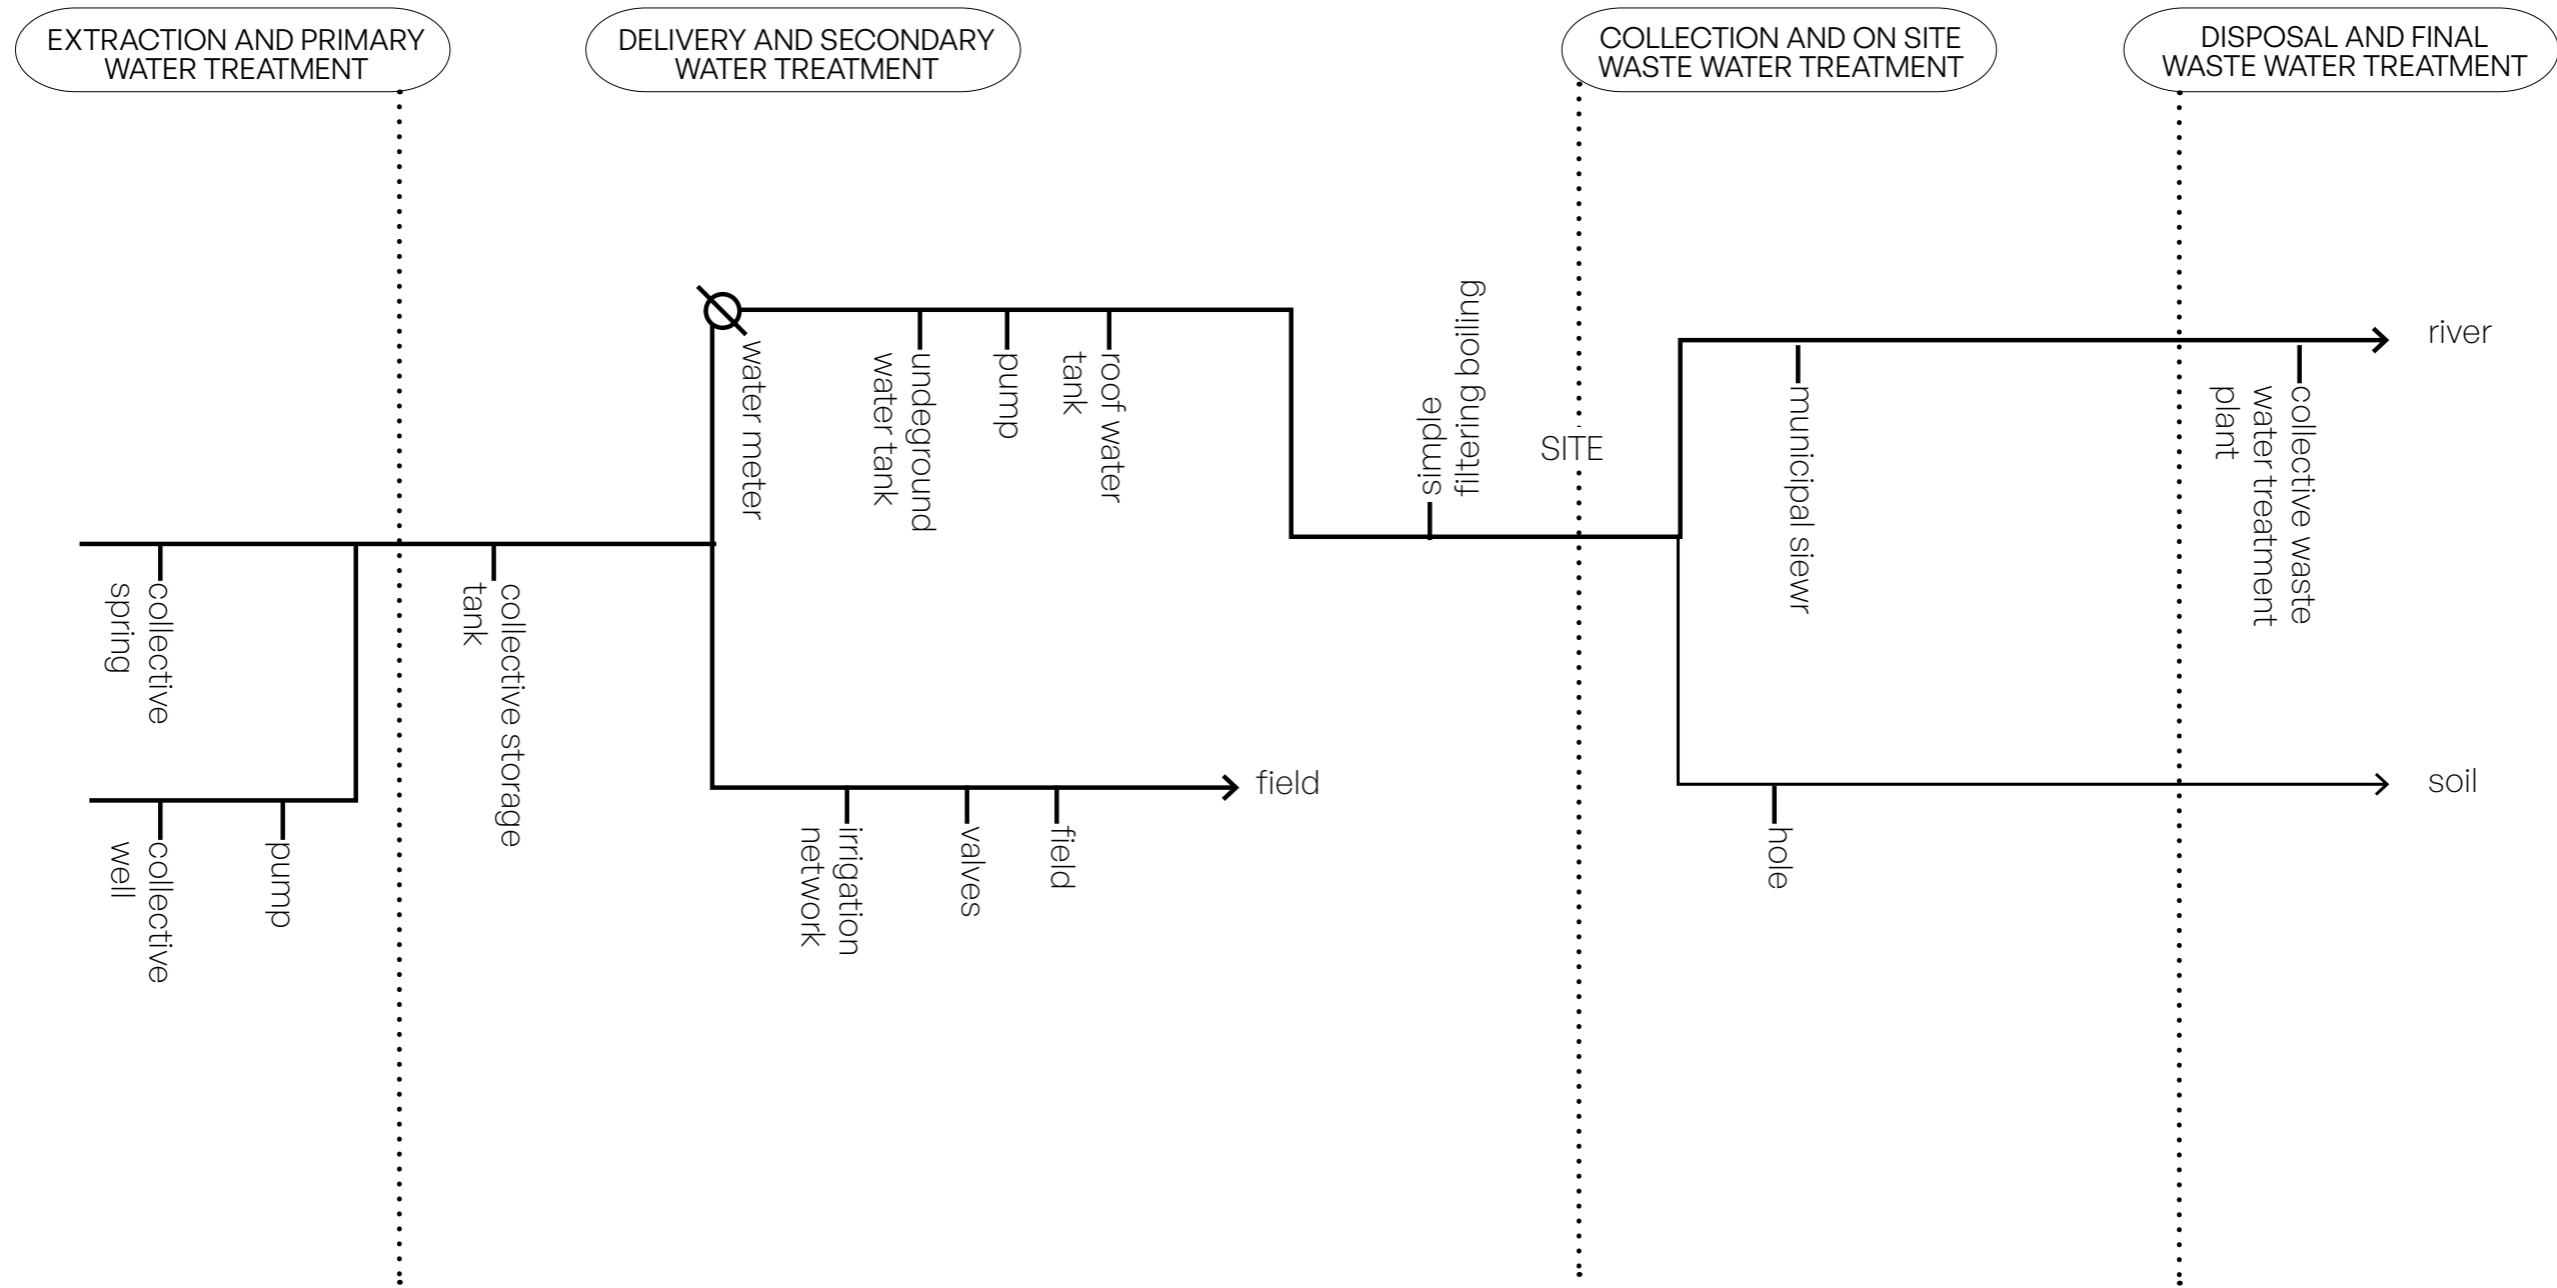 EXTRACTION AND PRIMARY
WATER TREATMENT
DELIVERY AND SECONDARY
WATER TREATMENT
COLLECTION AND ON SITE
WASTE WATER TREATMENT
DISPOSAL AND FINAL
WASTE WATER TREATMENT
collective
spring
collective
well
pump
collective storage
tank
water meter
undeground
water tank
pump
roof water
tank
irrigation
network
valves
field
field
simple
filtering boiling
SITE
municipal siewr
collective waste
water treatment
plant
river
hole
soil